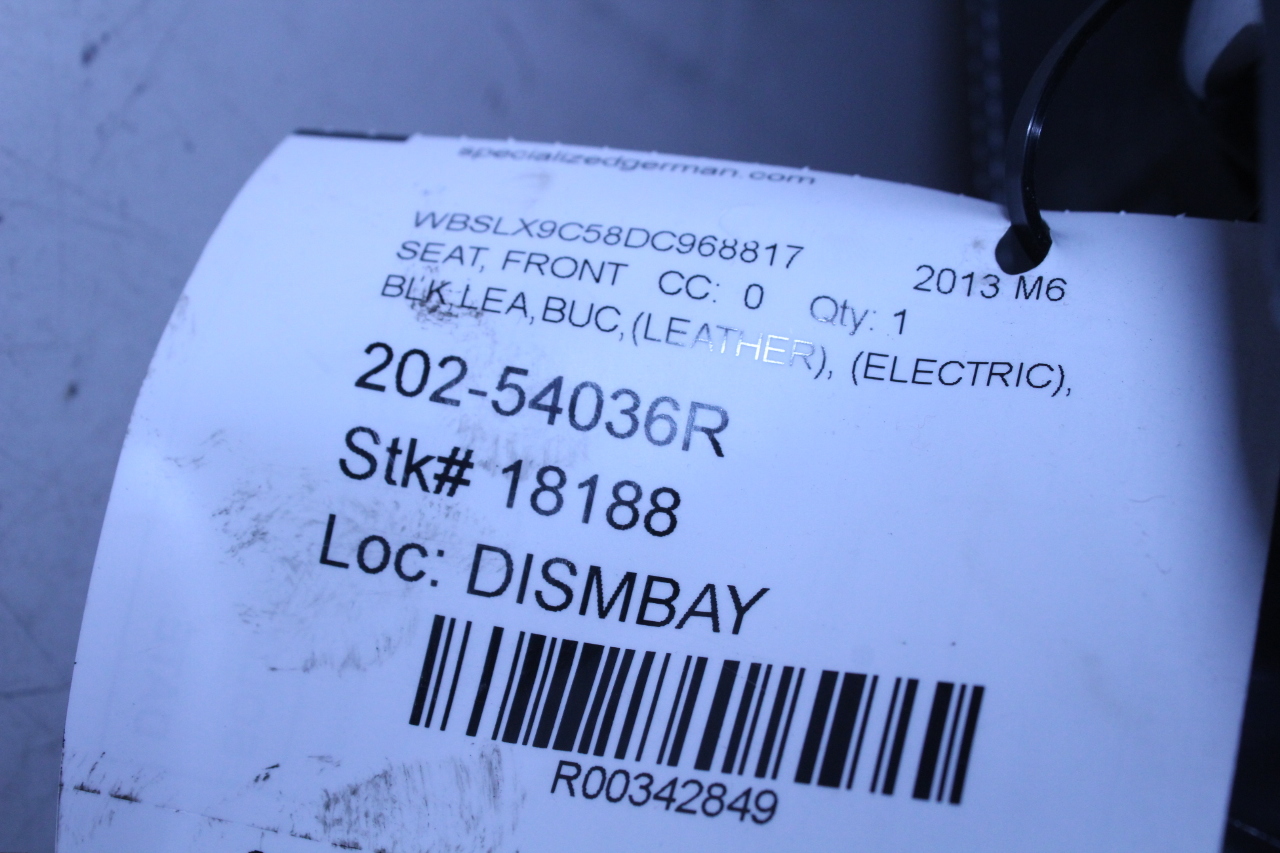 specializedgerman.com
WBSLX9C58DC968817 2013 M6
SEAT, FRONT CC: 0 Qty: 1
BLK,LEA,BUC,(LEATHER), (ELECTRIC),
202-54036R
Stk# 18188
Loc: DISMBAY
R00342849